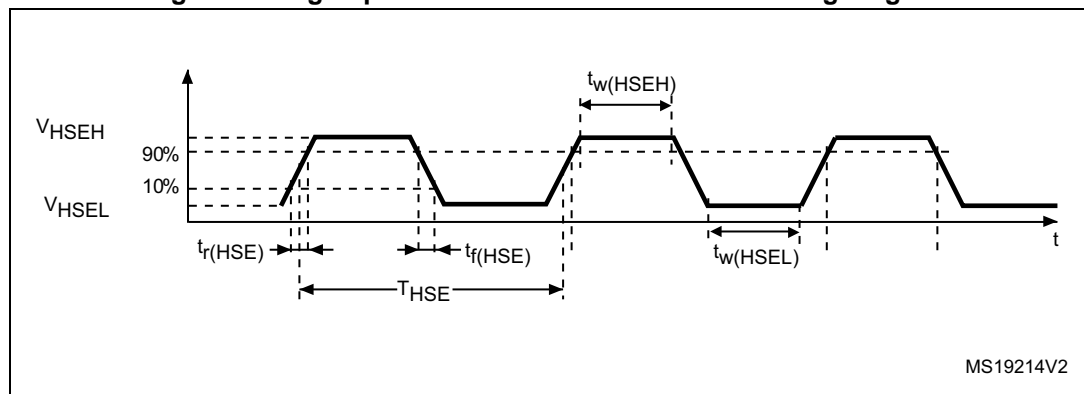 tw(HSEH)
VHSEH
90%
10%
VHSEL
tr(HSE)
tf(HSE)
tw(HSEL)
t
THSE
MS19214V2